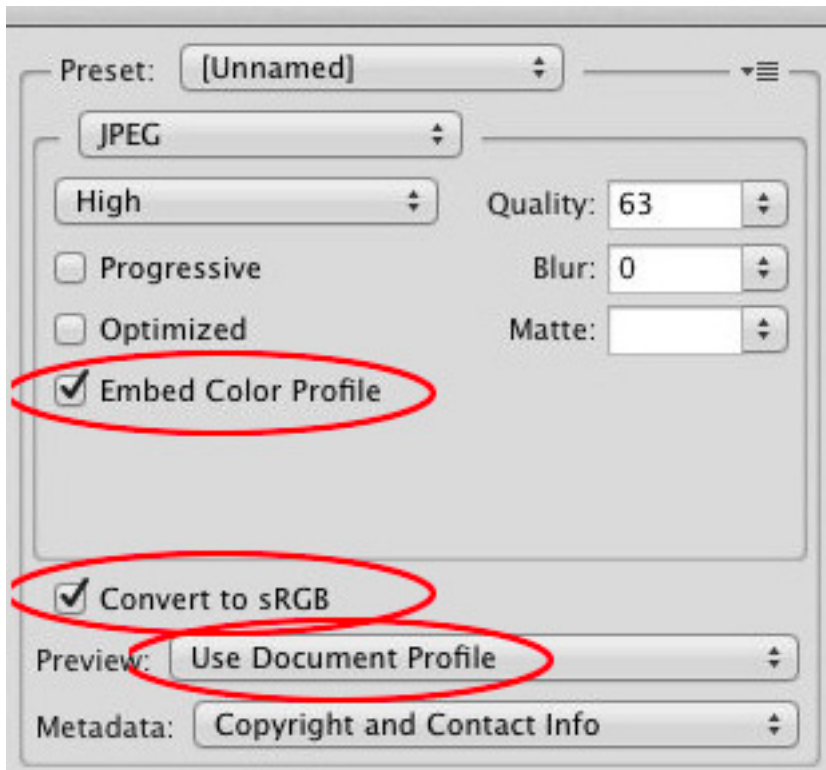 Preset: [Unnamed]
JPEG
High Quality: 63
Progressive Blur: 0
Optimized Matte:
Embed Color Profile
Convert to sRGB
Preview: Use Document Profile
Metadata: Copyright and Contact Info